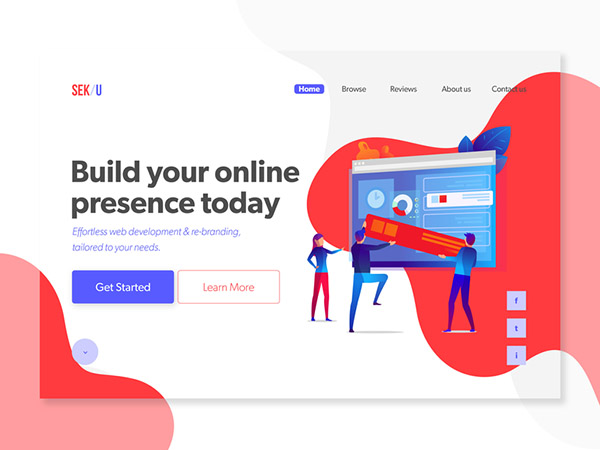 SEK/U
Home Browse Reviews About us Contact us
Build your online
presence today
Effortless web development & re-branding,
tailored to your needs.
Get Started Learn More
f
t
i